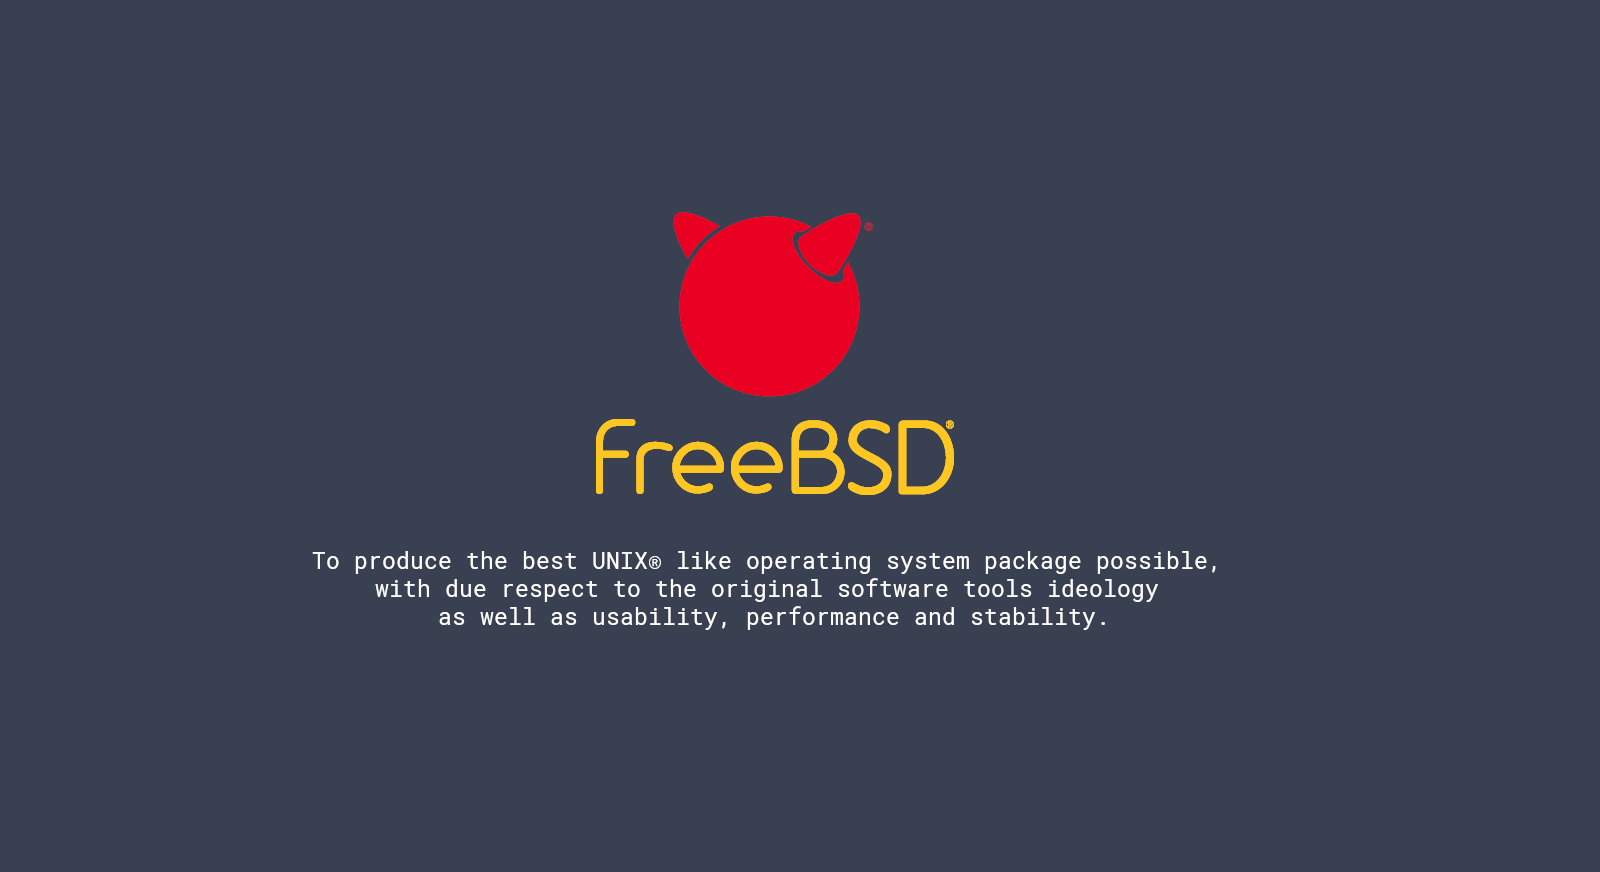 ®
FreeBSD®
To produce the best UNIX® like operating system package possible,
with due respect to the original software tools ideology
as well as usability, performance and stability.